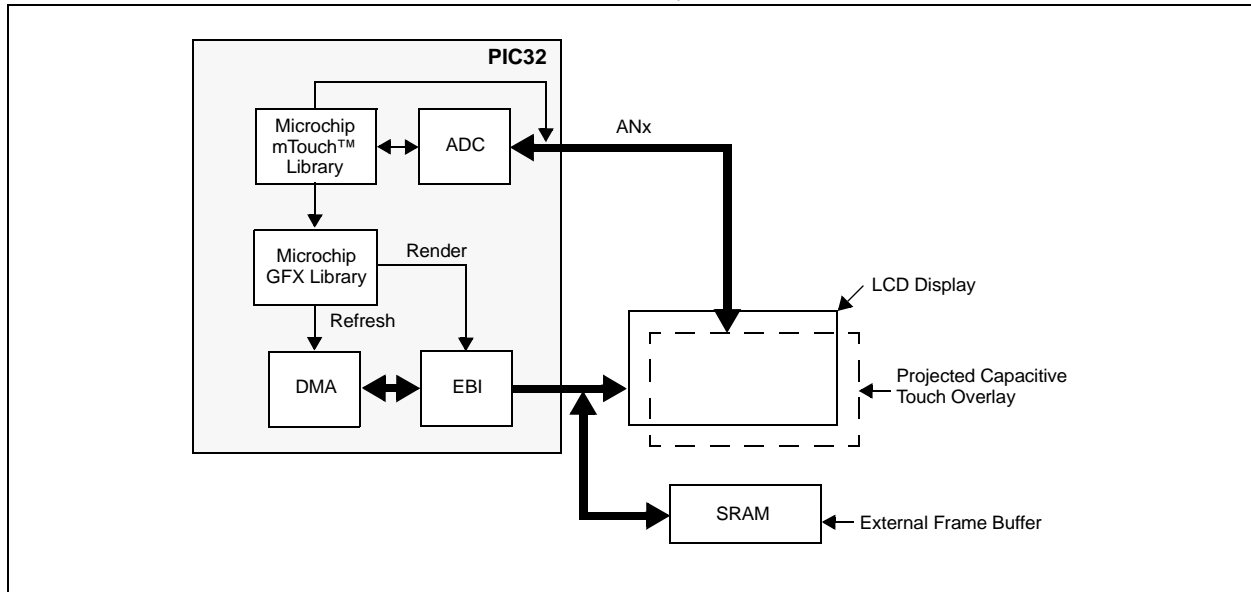 PIC32
Microchip
mTouch™
Library
ADC
ANx
Microchip
GFX Library
Render
Refresh
LCD Display
DMA
EBI
Projected Capacitive
Touch Overlay
SRAM
External Frame Buffer